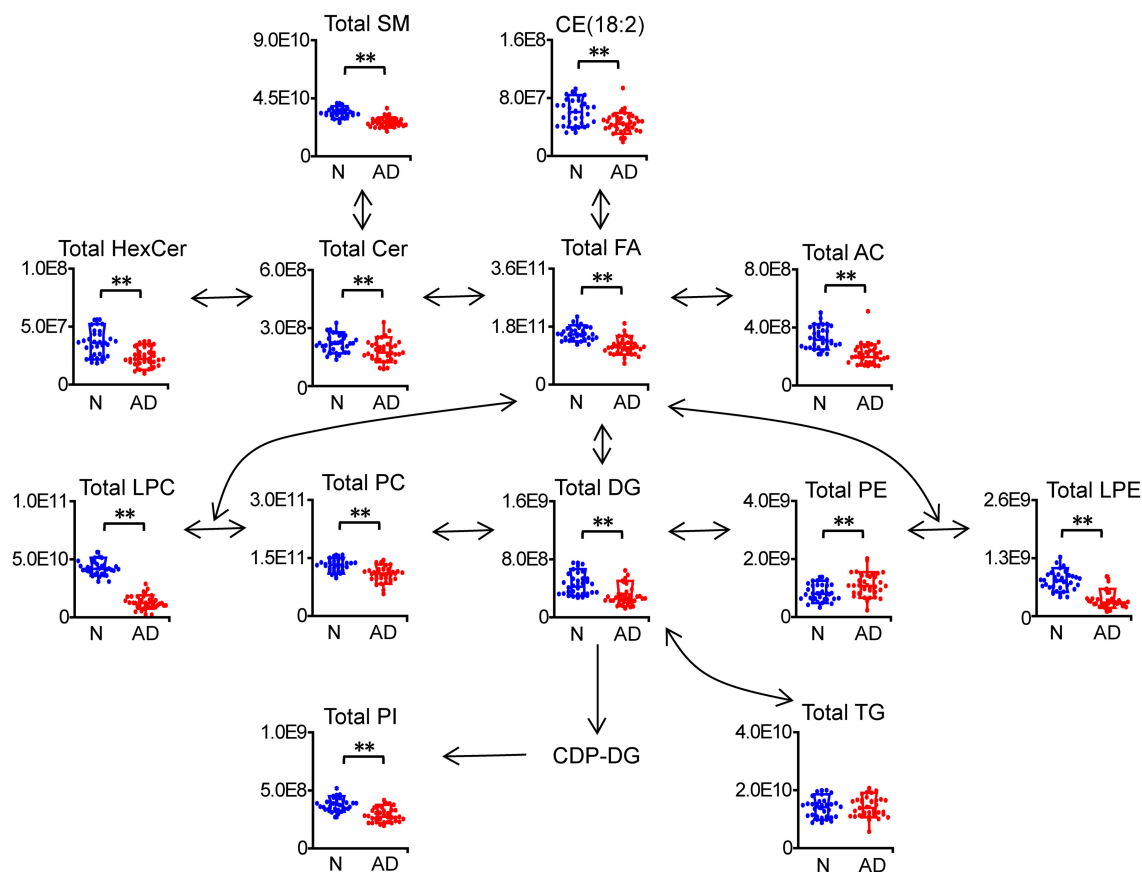 Total SM
9.0E10
4.5E10
0
**
N AD
CE(18:2)
1.6E8
8.0E7
0
**
N AD
Total HexCer
1.0E8
5.0E7
0
**
N AD
Total Cer
6.0E8
3.0E8
0
**
N AD
Total FA
3.6E11
1.8E11
0
**
N AD
Total AC
8.0E8
4.0E8
0
**
N AD
Total LPC
1.0E11
5.0E10
0
**
N AD
Total PC
3.0E11
1.5E11
0
**
N AD
Total DG
1.6E9
8.0E8
0
**
N AD
Total PE
4.0E9
2.0E9
0
**
N AD
Total LPE
2.6E9
1.3E9
0
**
N AD
Total PI
1.0E9
5.0E8
0
**
N AD
CDP-DG
Total TG
4.0E10
2.0E10
0
N AD